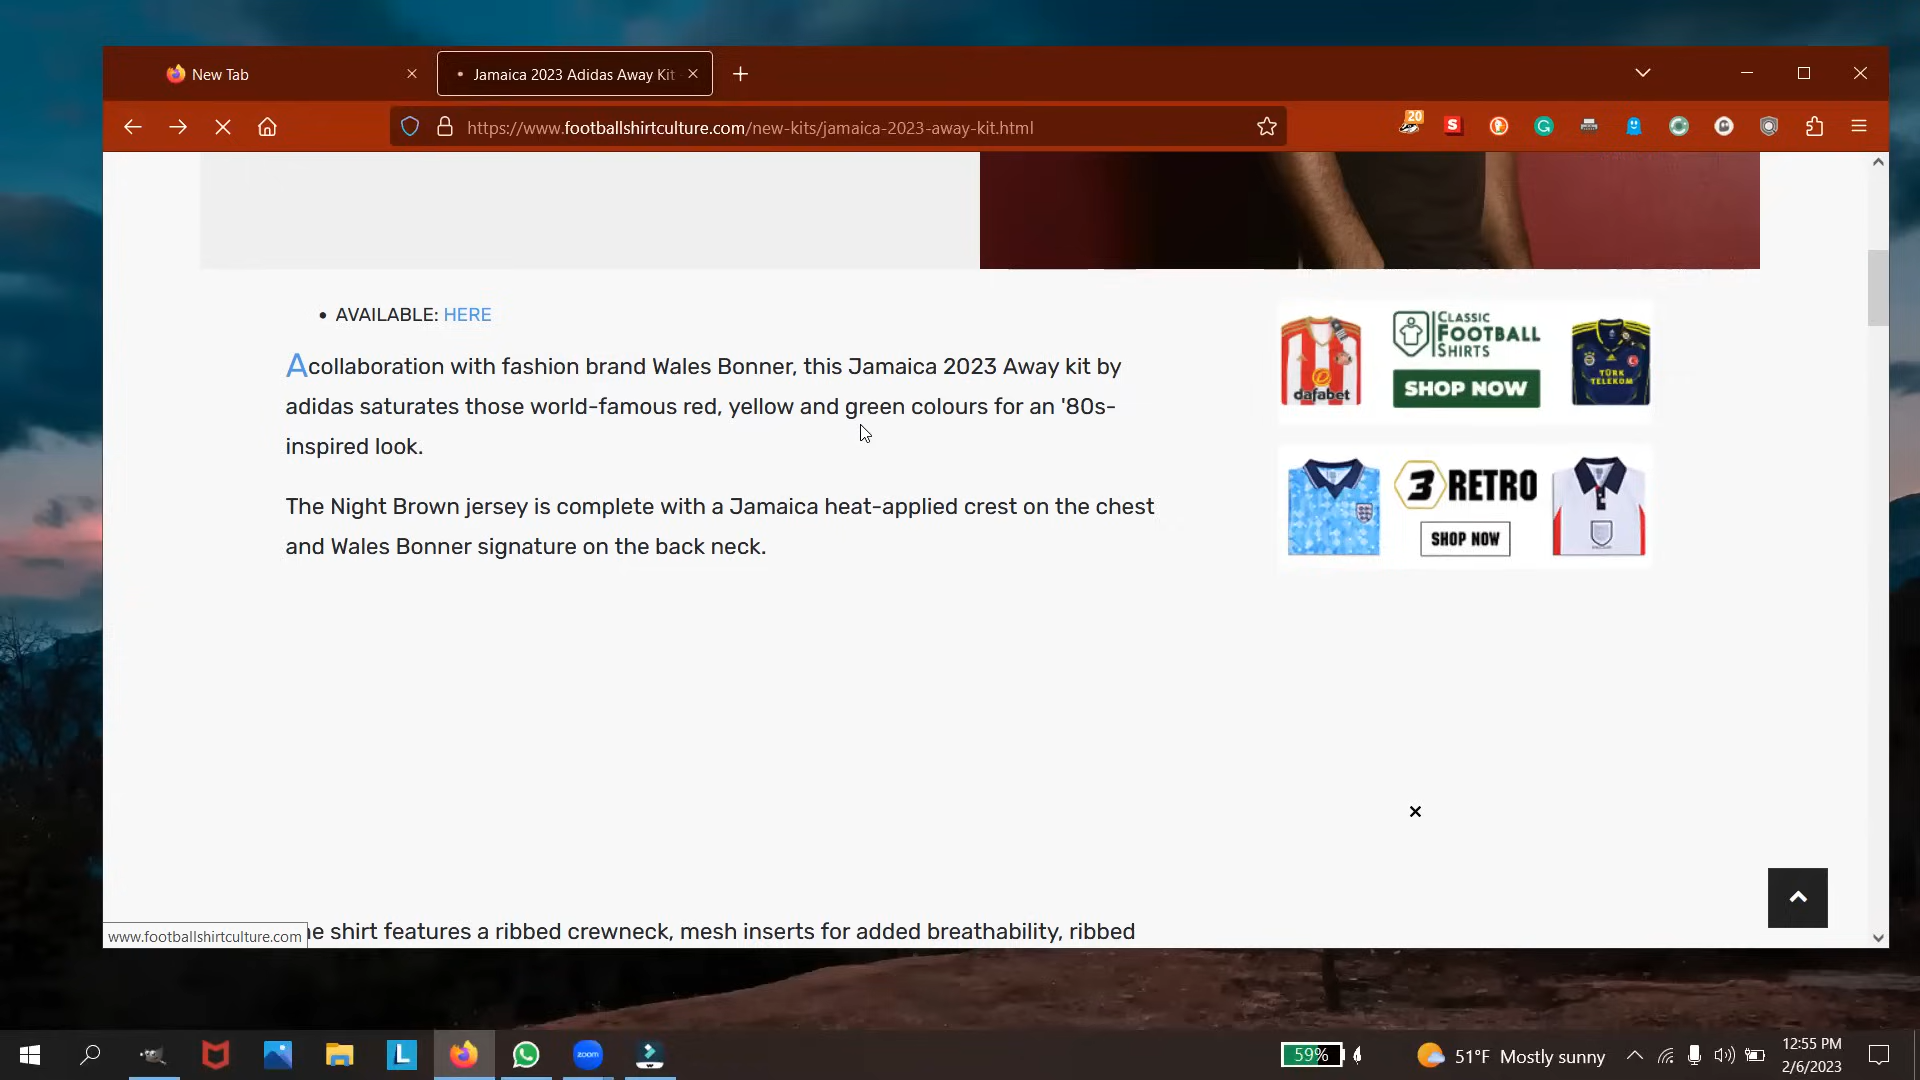 New Tab
Jamaica 2023 Adidas Away Kit
https://www.footballshirtculture.com/new-kits/jamaica-2023-away-kit.html
20
AVAILABLE: HERE
A collaboration with fashion brand Wales Bonner, this Jamaica 2023 Away kit by
adidas saturates those world-famous red, yellow and green colours for an '80s-
inspired look.
The Night Brown jersey is complete with a Jamaica heat-applied crest on the chest
and Wales Bonner signature on the back neck.
CLASSIC
FOOTBALL
SHIRTS
SHOP NOW
dafabet
TÜRK
TELEKOM
3 RETRO
SHOP NOW
he shirt features a ribbed crewneck, mesh inserts for added breathability, ribbed
www.footballshirtculture.com
zoom
59%
51°F Mostly sunny
12:55 PM
2/6/2023